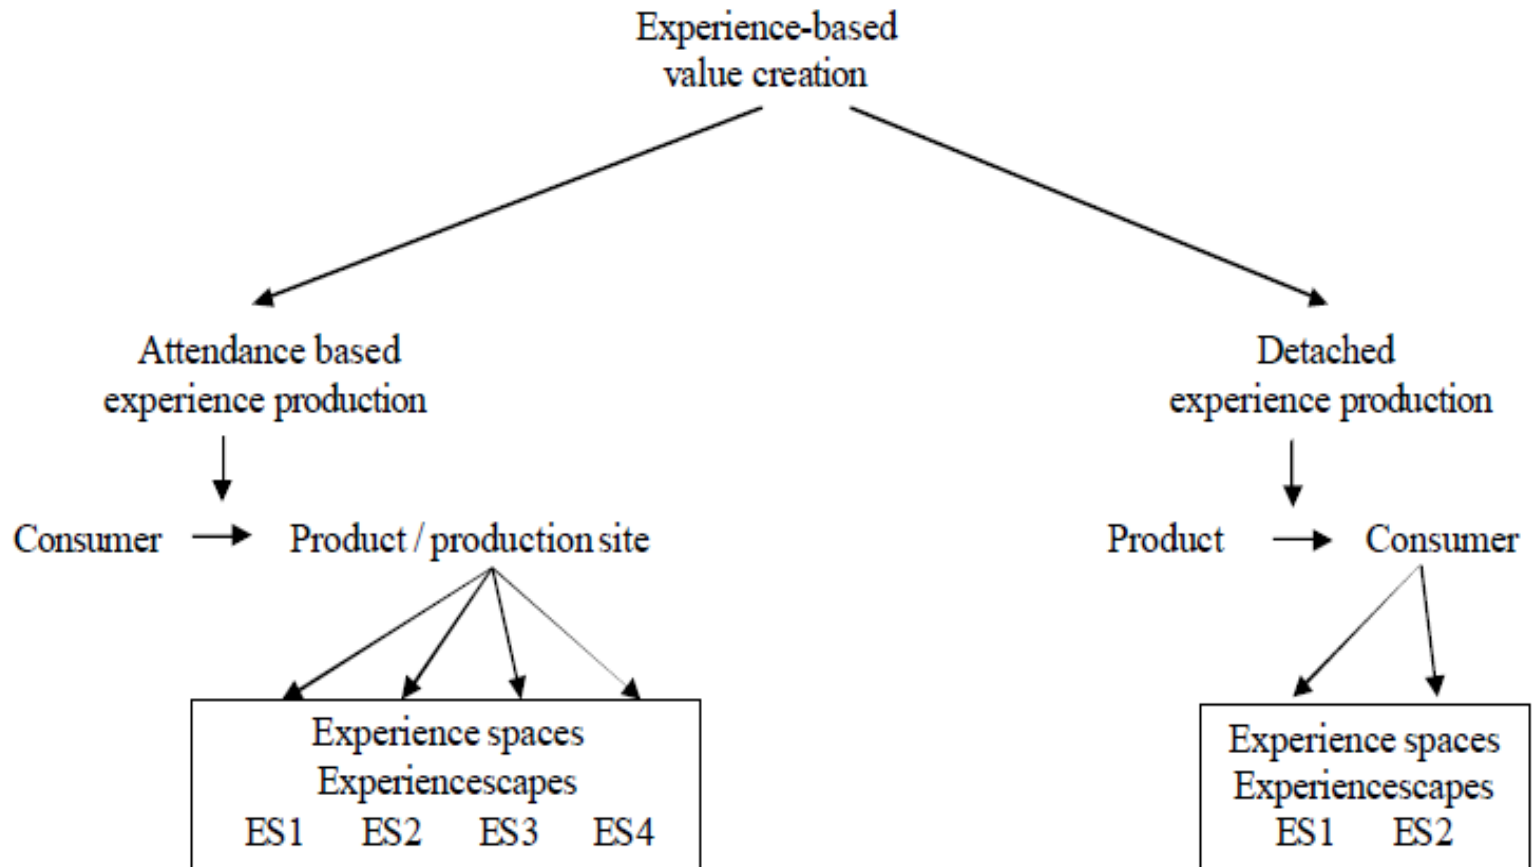 Experience-based
value creation
Attendance based
experience production
Detached
experience production
Consumer
Product / production site
Product
Consumer
Experience spaces
Experiencescapes
ES1 ES2 ES3 ES4
Experience spaces
Experiencescapes
ES1 ES2